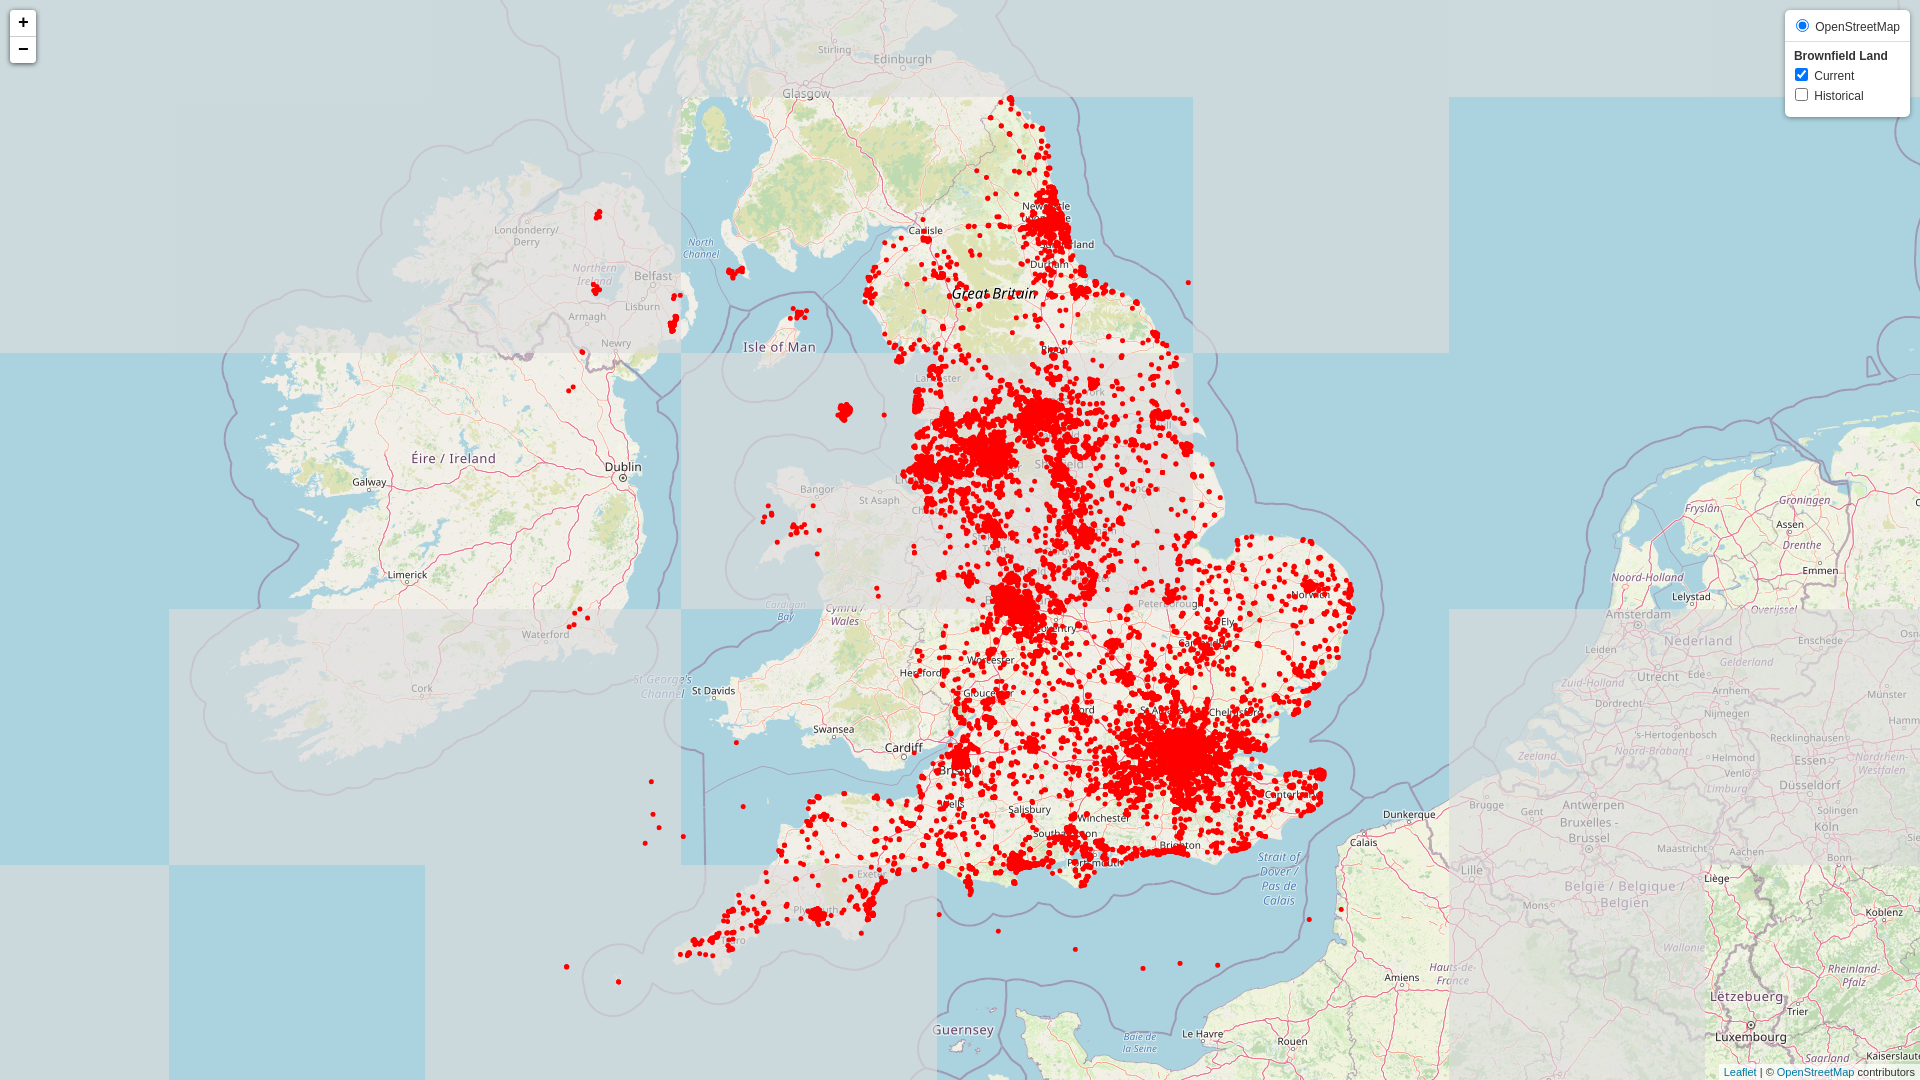 +
−
OpenStreetMap
Brownfield Land
Current
Historical
Stirling
Edinburgh
Glasgow
Londonderry/
Derry
North
Channel
Carlisle
Northern
Ireland
Belfast
Lisburn
Durham
Great Britain
Armagh
Newry
Isle of Man
Ripon
Éire / Ireland
Dublin
Galway
Bangor
St Asaph
Limerick
Groningen
Fryslân
Assen
Drenthe
Emmen
Noord-Holland
Lelystad
Norwich
Peterborough
Cardigan
Bay
Cymru /
Wales
Waterford
Ely
Amsterdam
Overijssel
Nederland
Enschede
Leiden
Gelderland
Worcester
Hereford
St George's
Channel
St Davids
Cork
Utrecht
Ede
Arnhem
Münster
Zuid-Holland
Dordrecht
Nijmegen
Gloucester
Chelmsford
Swansea
Cardiff
Bristol
's-Hertogenbosch
Noord-Brabant
Recklinghausen
Zeeland
Helmond
Essen
Nordrhein-
Westfalen
Venlo
Limburg
Düsseldorf
Wells
Salisbury
Winchester
Canterbury
Brugge
Antwerpen
Gent
Solingen
Dunkerque
Bruxelles -
Brussel
Köln
Southampton
Portsmouth
Brighton
Calais
Maastricht
Aachen
Bonn
Strait of
Dover /
Pas de
Calais
Exeter
Lille
Liège
België / Belgique /
Belgien
Mons
Koblenz
Plymouth
Truro
Wallonie
Amiens
Hauts-de-
France
Rheinland-
Pfalz
Lëtzebuerg
Trier
Guernsey
Baie de
la Seine
Le Havre
Rouen
Luxembourg
Saarland
Kaiserslaute
Leaflet | © OpenStreetMap contributors